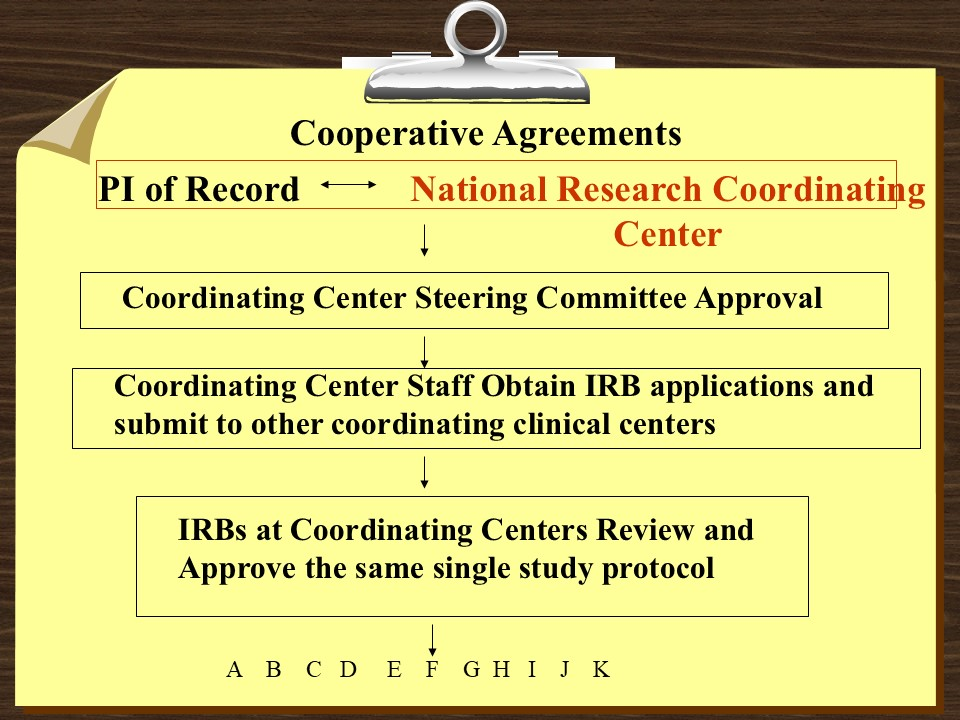 Cooperative Agreements
PI of Record National Research Coordinating
Center
Coordinating Center Steering Committee Approval
Coordinating Center Staff Obtain IRB applications and
submit to other coordinating clinical centers
IRBs at Coordinating Centers Review and
Approve the same single study protocol
A B C D E F G H I J K